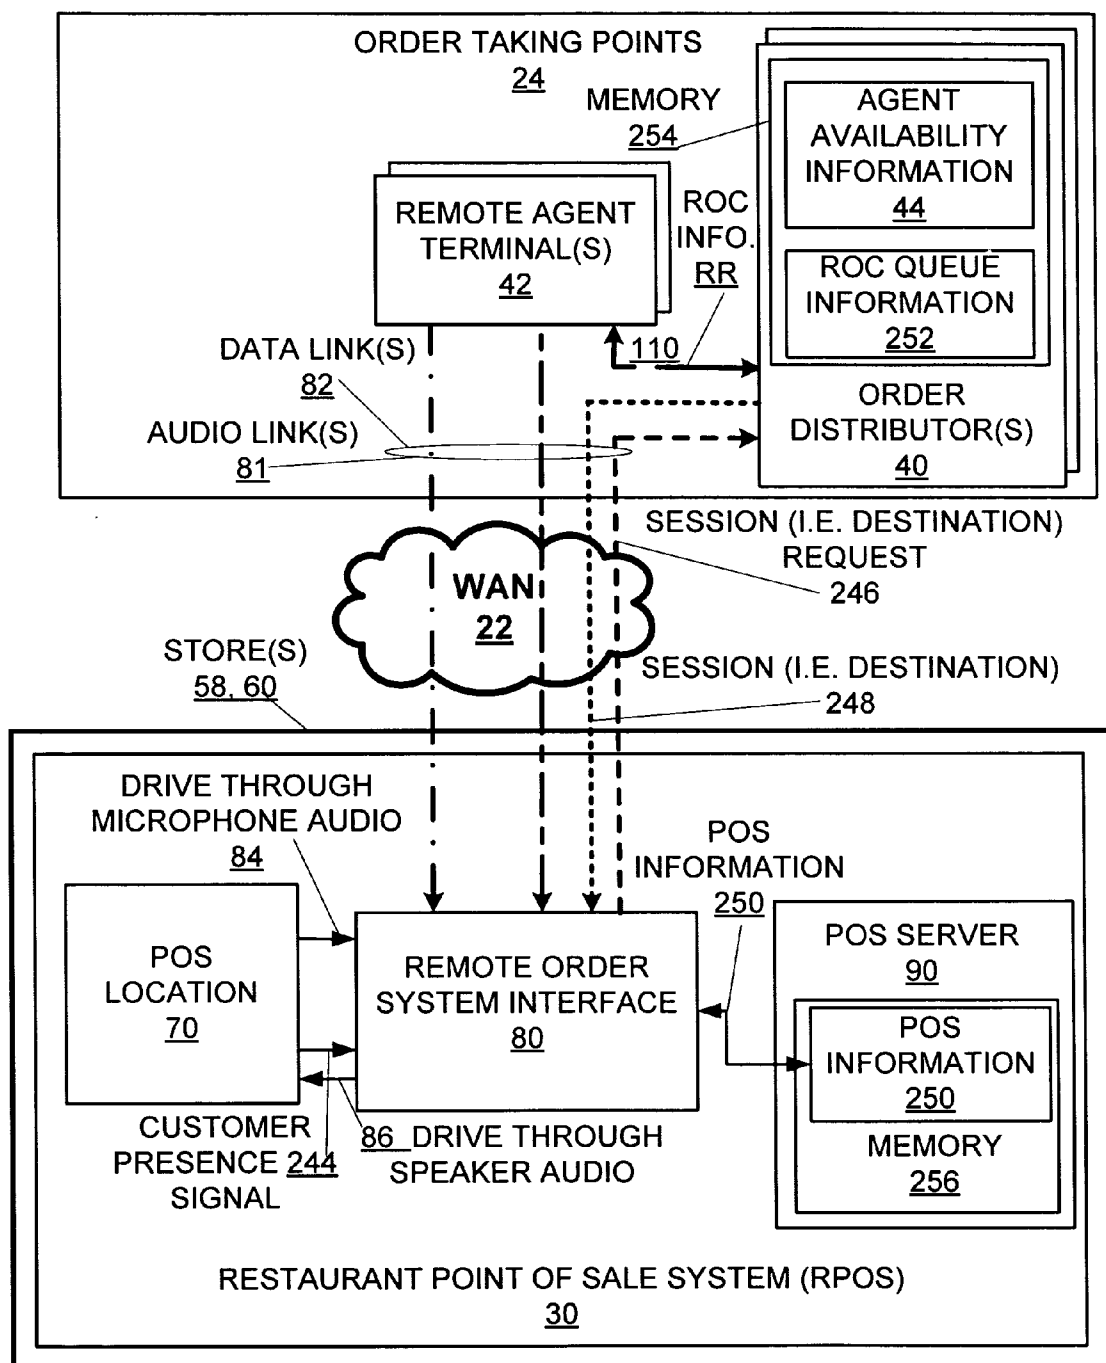 ORDER TAKING POINTS
24
MEMORY
254
AGENT
AVAILABILITY
INFORMATION
44
ROC QUEUE
INFORMATION
252
ORDER
DISTRIBUTOR(S)
40
REMOTE AGENT
TERMINAL(S)
42
ROC
INFO.
RR
110
DATA LINK(S)
82
AUDIO LINK(S)
81
SESSION (I.E. DESTINATION)
REQUEST
246
WAN
22
STORE(S)
58, 60
SESSION (I.E. DESTINATION)
248
DRIVE THROUGH
MICROPHONE AUDIO
84
POS
INFORMATION
250
POS
LOCATION
70
REMOTE ORDER
SYSTEM INTERFACE
80
POS SERVER
90
POS
INFORMATION
250
MEMORY
256
CUSTOMER
PRESENCE 244
SIGNAL
86 DRIVE THROUGH
SPEAKER AUDIO
RESTAURANT POINT OF SALE SYSTEM (RPOS)
30